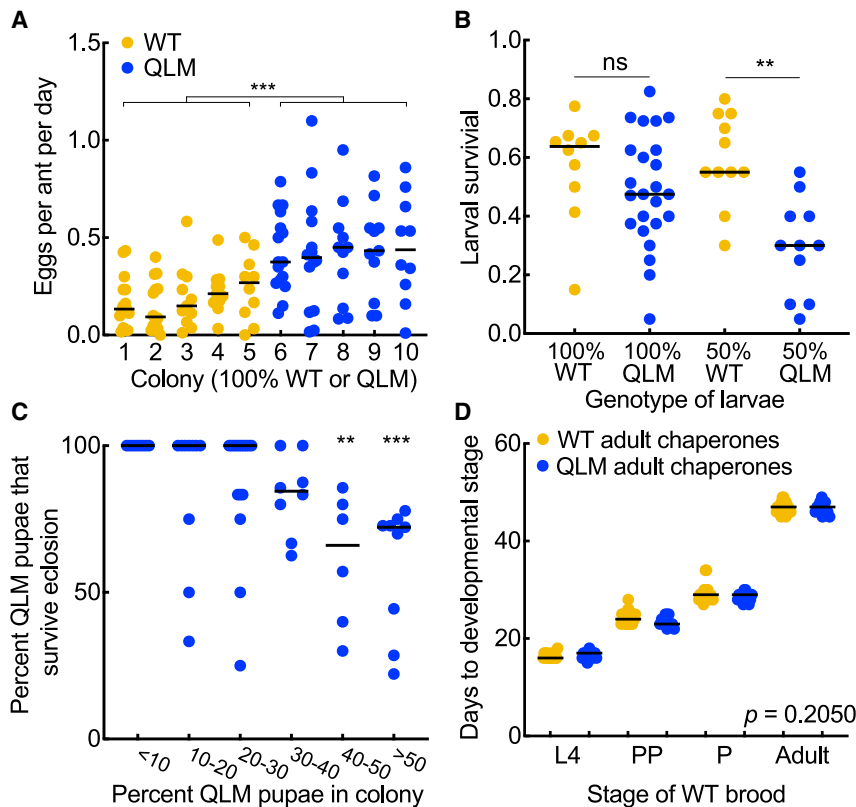 A
WT
QLM
***
Eggs per ant per day
1.5
1.0
0.5
0.0
1 2 3 4 5 6 7 8 9 10
Colony (100% WT or QLM)
B
ns
**
Larval survivial
0.8
0.6
0.4
0.2
0.0
100% 100% 50% 50%
WT QLM WT QLM
Genotype of larvae
C
** ***
Percent QLM pupae that
survive eclosion
100
50
0
<10 10-20 20-30 30-40 40-50 >50
Percent QLM pupae in colony
D
WT adult chaperones
QLM adult chaperones
Days to developmental stage
60
40
20
0
p = 0.2050
L4 PP P Adult
Stage of WT brood